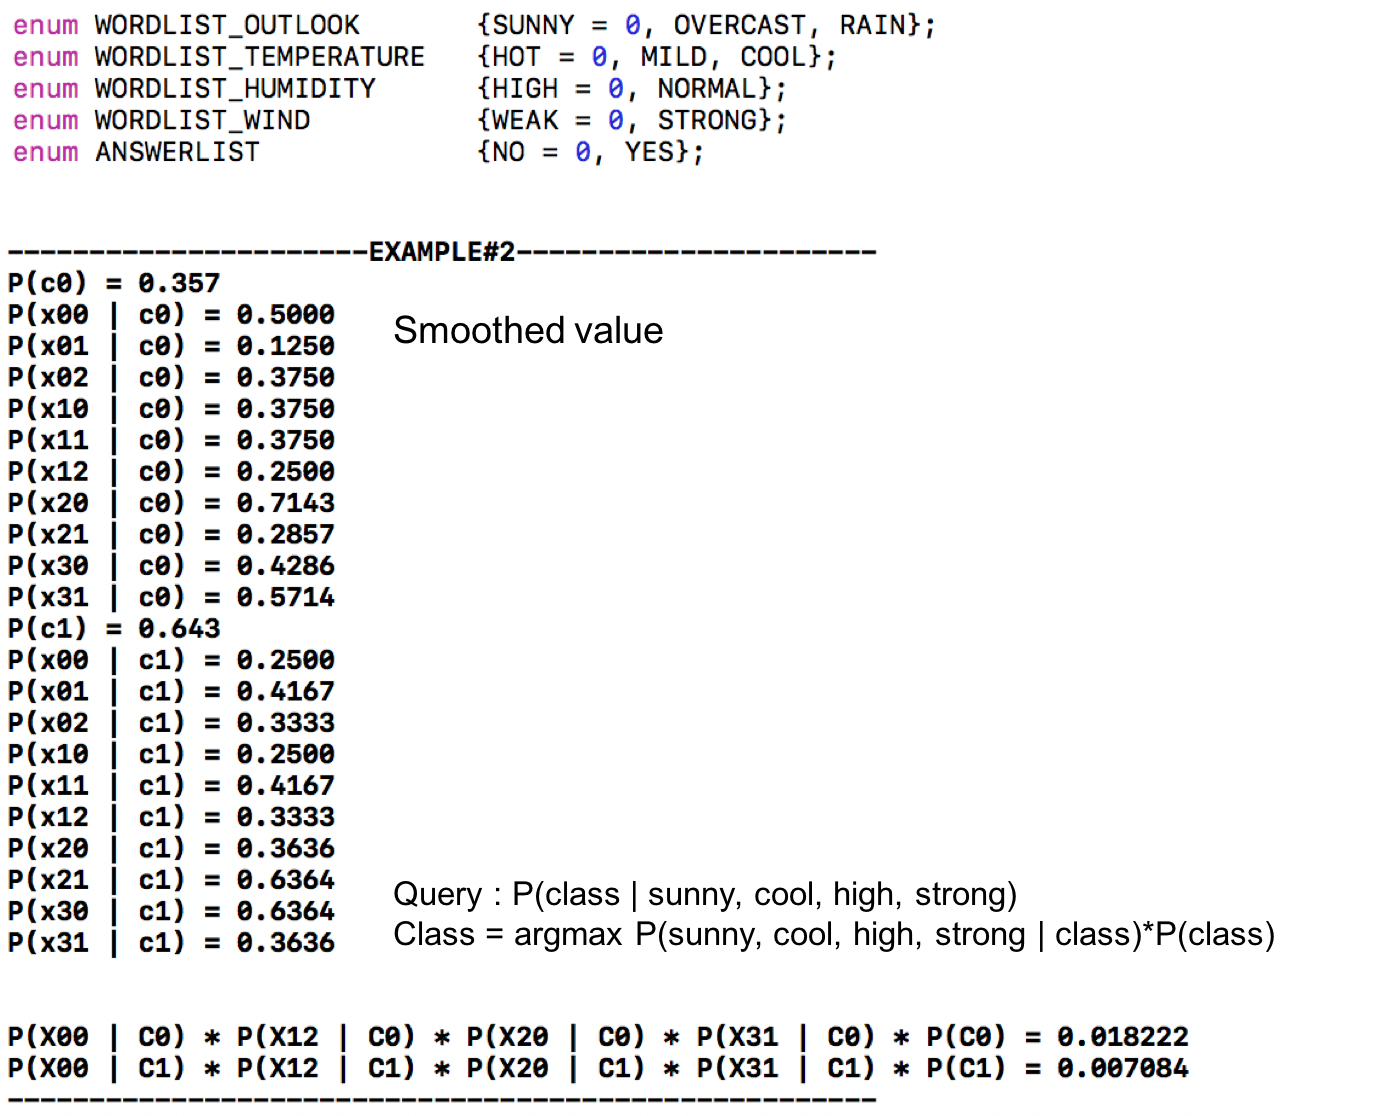 enum WORDLIST_OUTLOOK {SUNNY = 0, OVERCAST, RAIN};
enum WORDLIST_TEMPERATURE {HOT = 0, MILD, COOL};
enum WORDLIST_HUMIDITY {HIGH = 0, NORMAL};
enum WORDLIST_WIND {WEAK = 0, STRONG};
enum ANSWERLIST {NO = 0, YES};
----------------------EXAMPLE#2----------------------
P(c0) = 0.357
P(x00 | c0) = 0.5000
Smoothed value
P(x01 | c0) = 0.1250
P(x02 | c0) = 0.3750
P(x10 | c0) = 0.3750
P(x11 | c0) = 0.3750
P(x12 | c0) = 0.2500
P(x20 | c0) = 0.7143
P(x21 | c0) = 0.2857
P(x30 | c0) = 0.4286
P(x31 | c0) = 0.5714
P(c1) = 0.643
P(x00 | c1) = 0.2500
P(x01 | c1) = 0.4167
P(x02 | c1) = 0.3333
P(x10 | c1) = 0.2500
P(x11 | c1) = 0.4167
P(x12 | c1) = 0.3333
P(x20 | c1) = 0.3636
P(x21 | c1) = 0.6364
Query : P(class | sunny, cool, high, strong)
P(x30 | c1) = 0.6364
Class = argmax P(sunny, cool, high, strong | class)*P(class)
P(x31 | c1) = 0.3636
P(X00 | C0) * P(X12 | C0) * P(X20 | C0) * P(X31 | C0) * P(C0) = 0.018222
P(X00 | C1) * P(X12 | C1) * P(X20 | C1) * P(X31 | C1) * P(C1) = 0.007084
-----------------------------------------------------